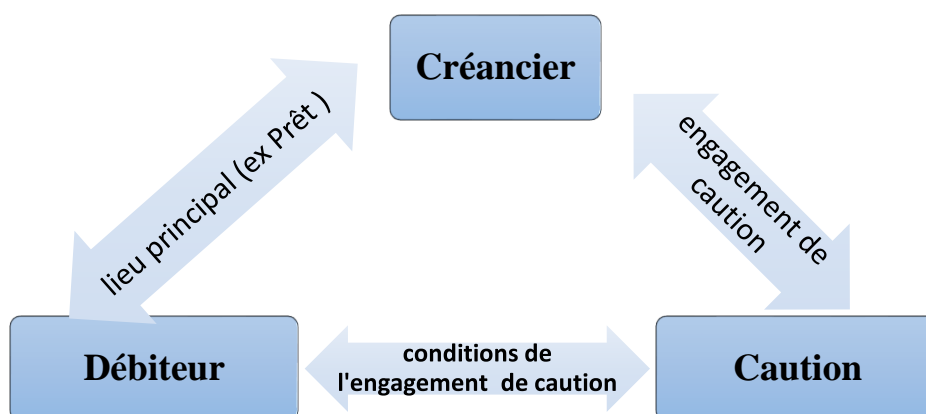 Créancier
lieu principal (ex Prêt )
engagement de
caution
Débiteur
conditions de
l'engagement de caution
Caution